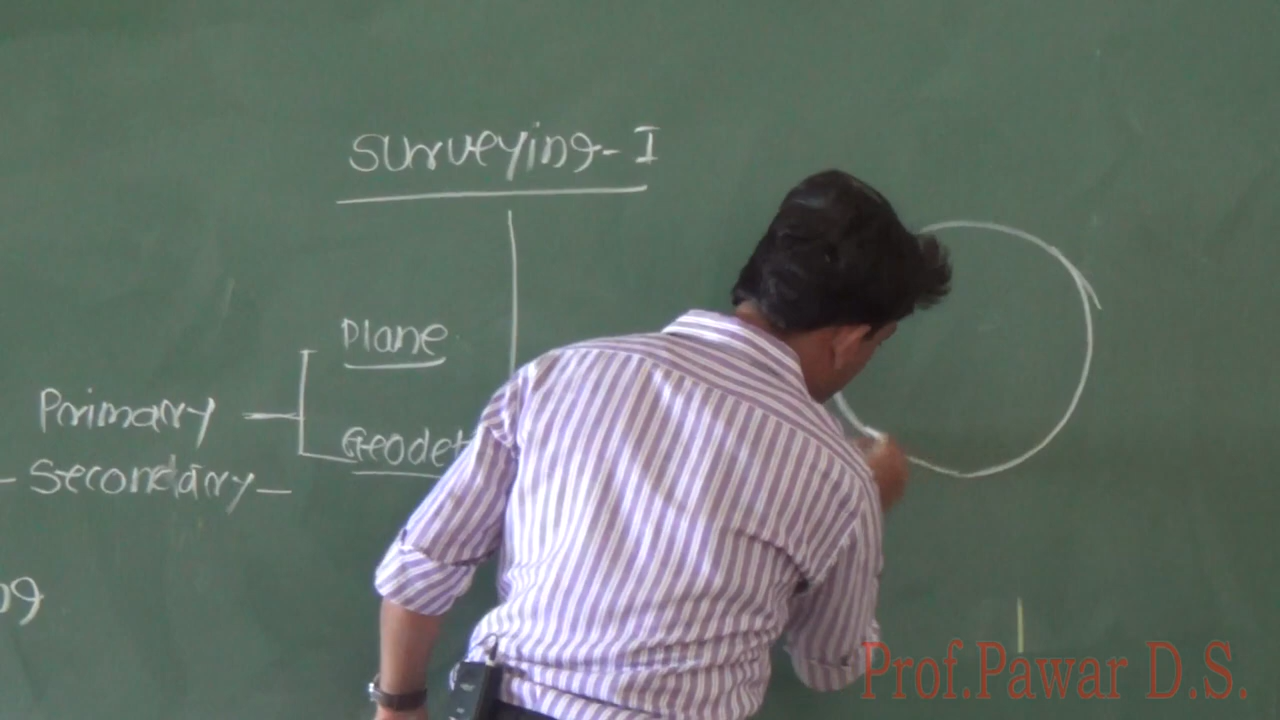 Surveying-I
Plane
Primary
Geodet
Secondary
Prof.Pawar D.S.